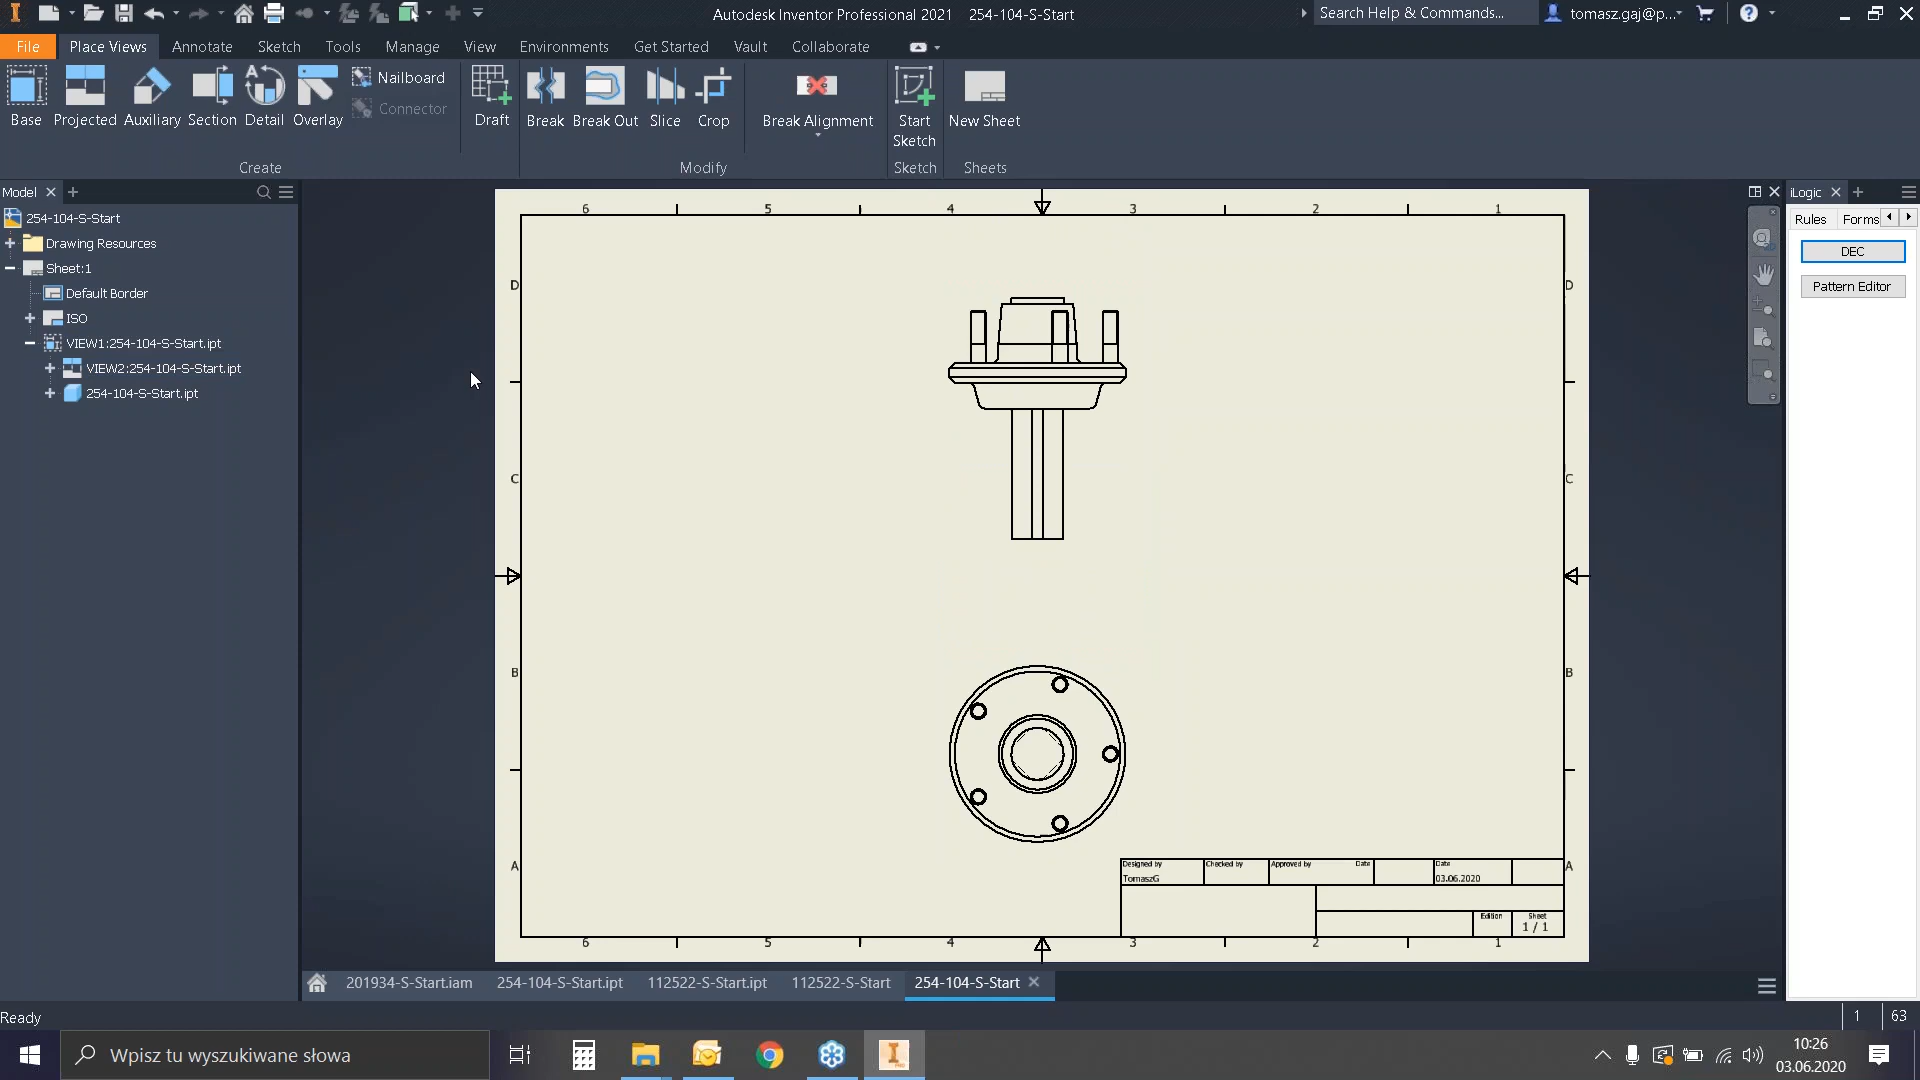 Autodesk Inventor Professional 2021 254-104-S-Start
Search Help & Commands...
tomasz.gaj@p...
File Place Views Annotate Sketch Tools Manage View Environments Get Started Vault Collaborate
Base Projected Auxiliary Section Detail Overlay
Nailboard
Connector
Draft Break Break Out Slice Crop
Break Alignment
Start
Sketch
New Sheet
Create Modify Sketch Sheets
Model
iLogic
254-104-S-Start
Drawing Resources
Sheet:1
Default Border
ISO
VIEW1:254-104-S-Start.ipt
VIEW2:254-104-S-Start.ipt
254-104-S-Start.ipt
Rules Forms
DEC
Pattern Editor
6 5 4 3 2 1
D D
C C
B B
A A
Designed by Checked by Approved by Date Date
TomaszG 03.06.2020
Edition Sheet
1 / 1
6 5 4 3 2 1
201934-S-Start.iam 254-104-S-Start.ipt 112522-S-Start.ipt 112522-S-Start 254-104-S-Start
Ready 1 63
Wpisz tu wyszukiwane słowa
10:26
03.06.2020